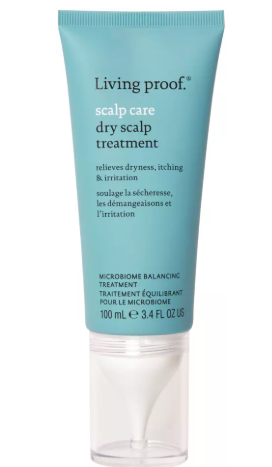 Living proof.®
scalp care
dry scalp
treatment
relieves dryness, itching
& irritation
soulage la sécheresse,
les démangeaisons et
l'irritation
MICROBIOME BALANCING
TREATMENT
TRAITEMENT ÉQUILIBRANT
POUR LE MICROBIOME
100 mL ℮ 3.4 FL OZ US